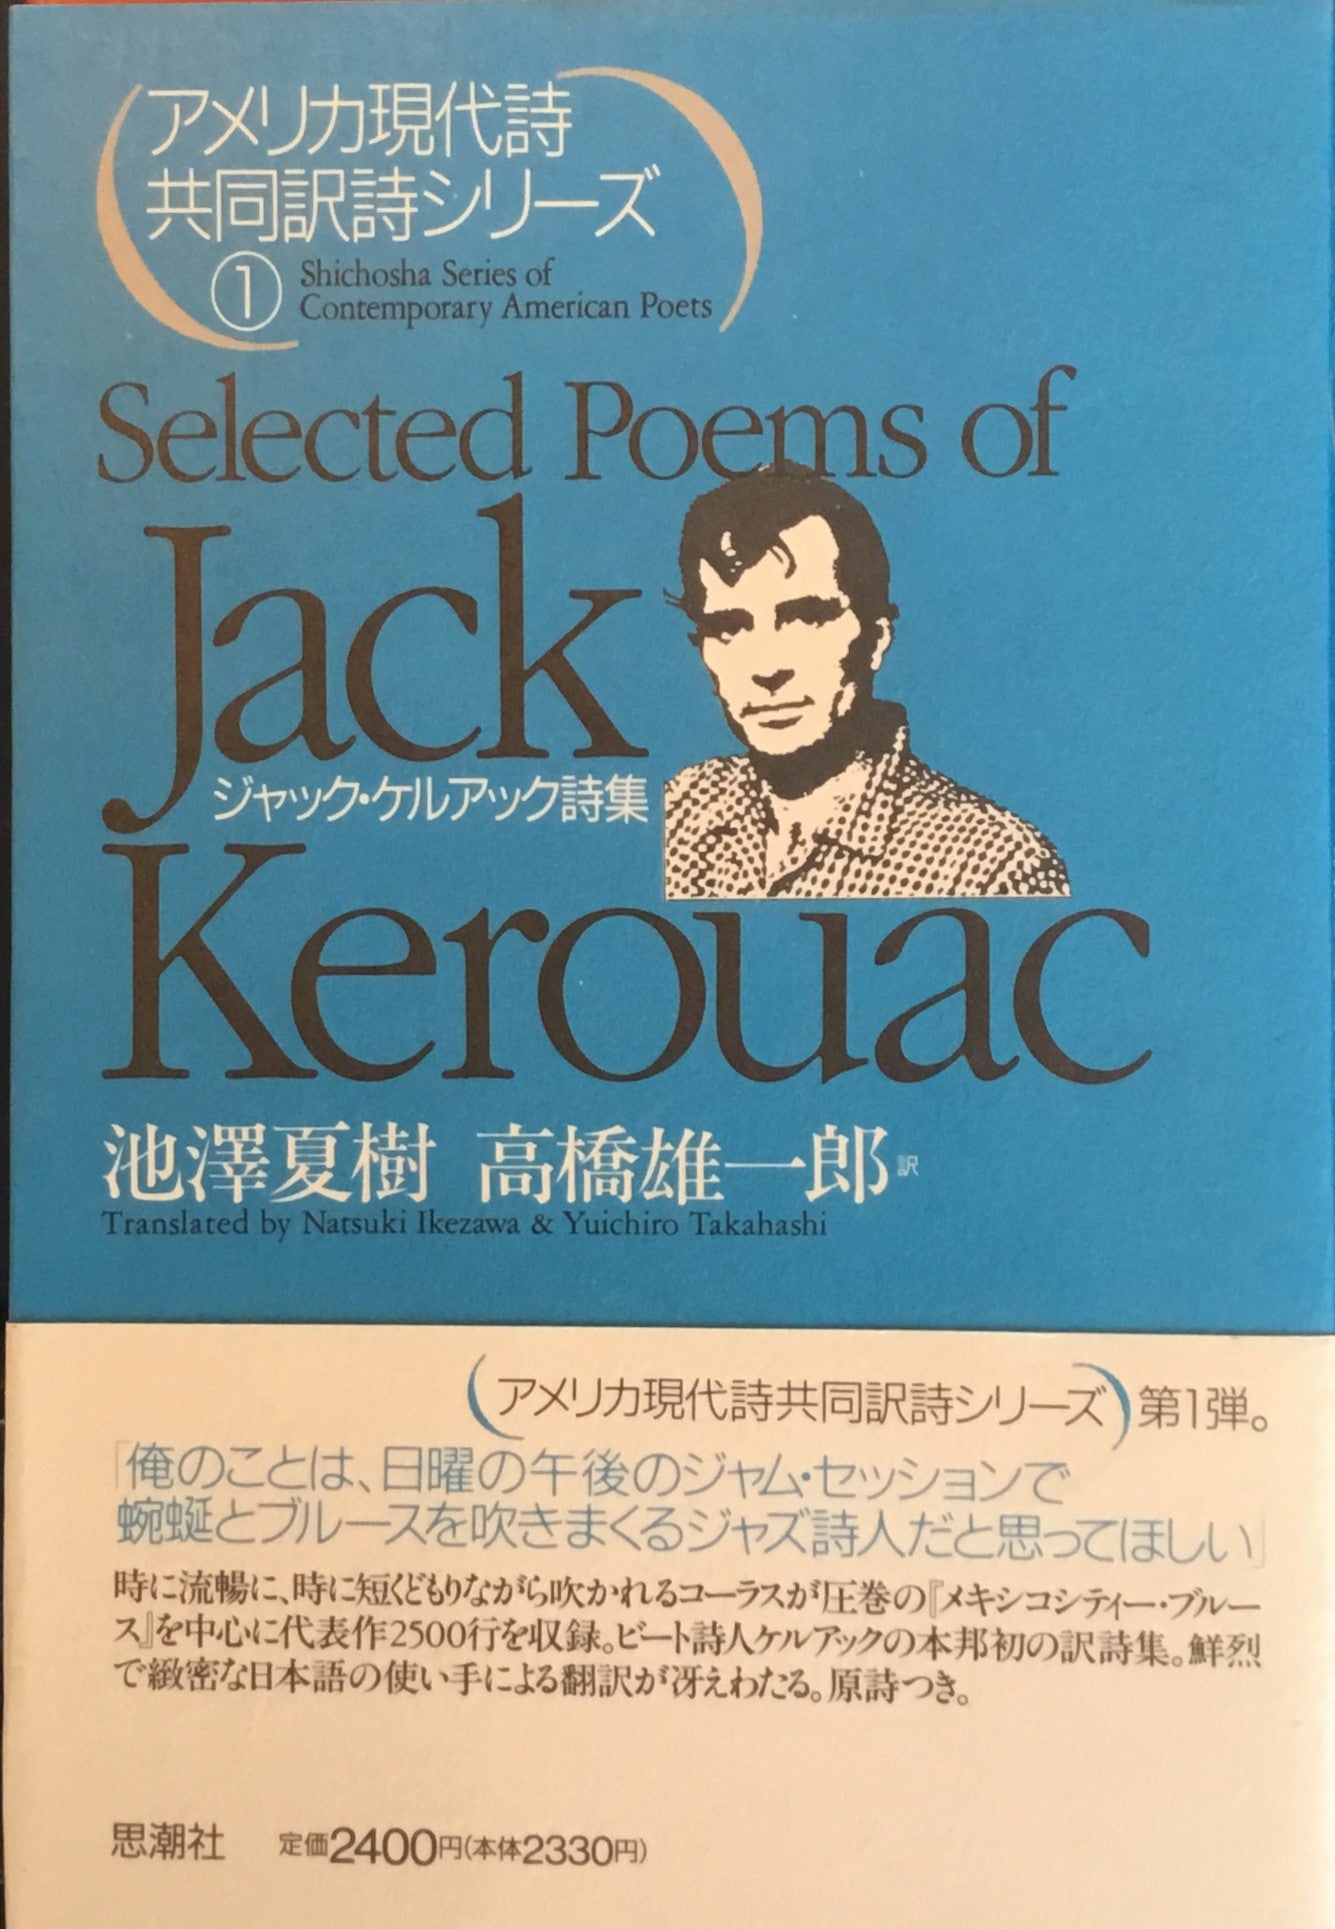 アメリカ現代詩
共同訳詩シリーズ
①
Shichosha Series of
Contemporary American Poets
Selected Poems of
Jack
ジャック・ケルアック詩集
Kerouac
池澤夏樹 高橋雄一郎 訳
Translated by Natsuki Ikezawa & Yuichiro Takahashi
(アメリカ現代詩共同訳詩シリーズ)第1弾。
「俺のことは、日曜の午後のジャム・セッションで
蜿蜒とブルースを吹きまくるジャズ詩人だと思ってほしい」
時に流暢に、時に短くどもりながら吹かれるコーラスが圧巻の『メキシコシティー・ブルー
ス』を中心に代表作2500行を収録。ビート詩人ケルアックの本邦初の訳詩集。鮮烈
で緻密な日本語の使い手による翻訳が冴えわたる。原詩つき。
思潮社 定価2400円(本体2330円)